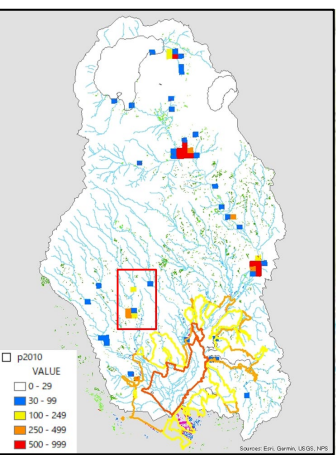 p2010
VALUE
0 - 29
30 - 99
100 - 249
250 - 499
500 - 999
Sources: Esri, Garmin, USGS, NPS